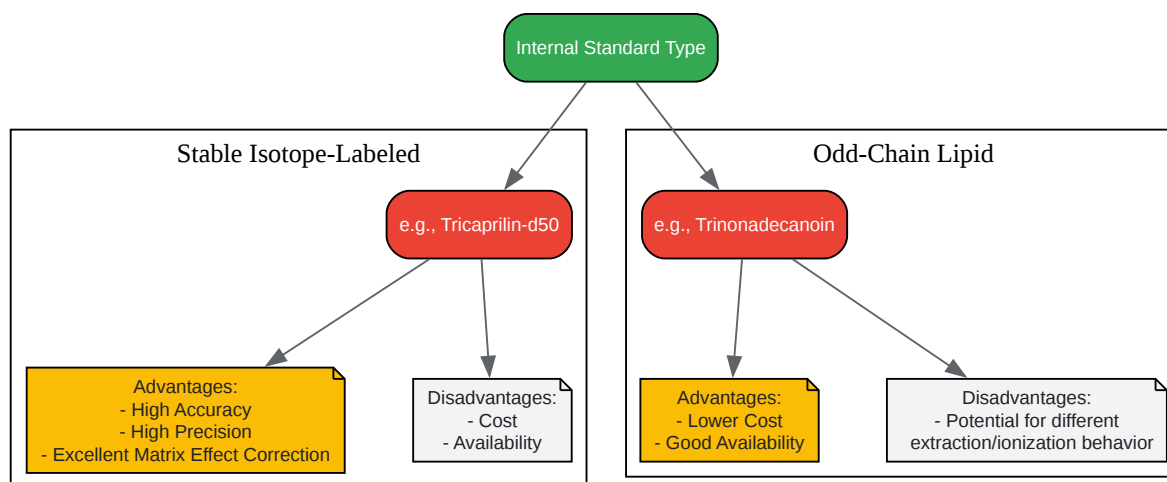 Internal Standard Type
Stable Isotope-Labeled
e.g., Tricaprilin-d50
Advantages:
- High Accuracy
- High Precision
- Excellent Matrix Effect Correction
Disadvantages:
- Cost
- Availability
Odd-Chain Lipid
e.g., Trinonadecanoin
Advantages:
- Lower Cost
- Good Availability
Disadvantages:
- Potential for different
extraction/ionization behavior